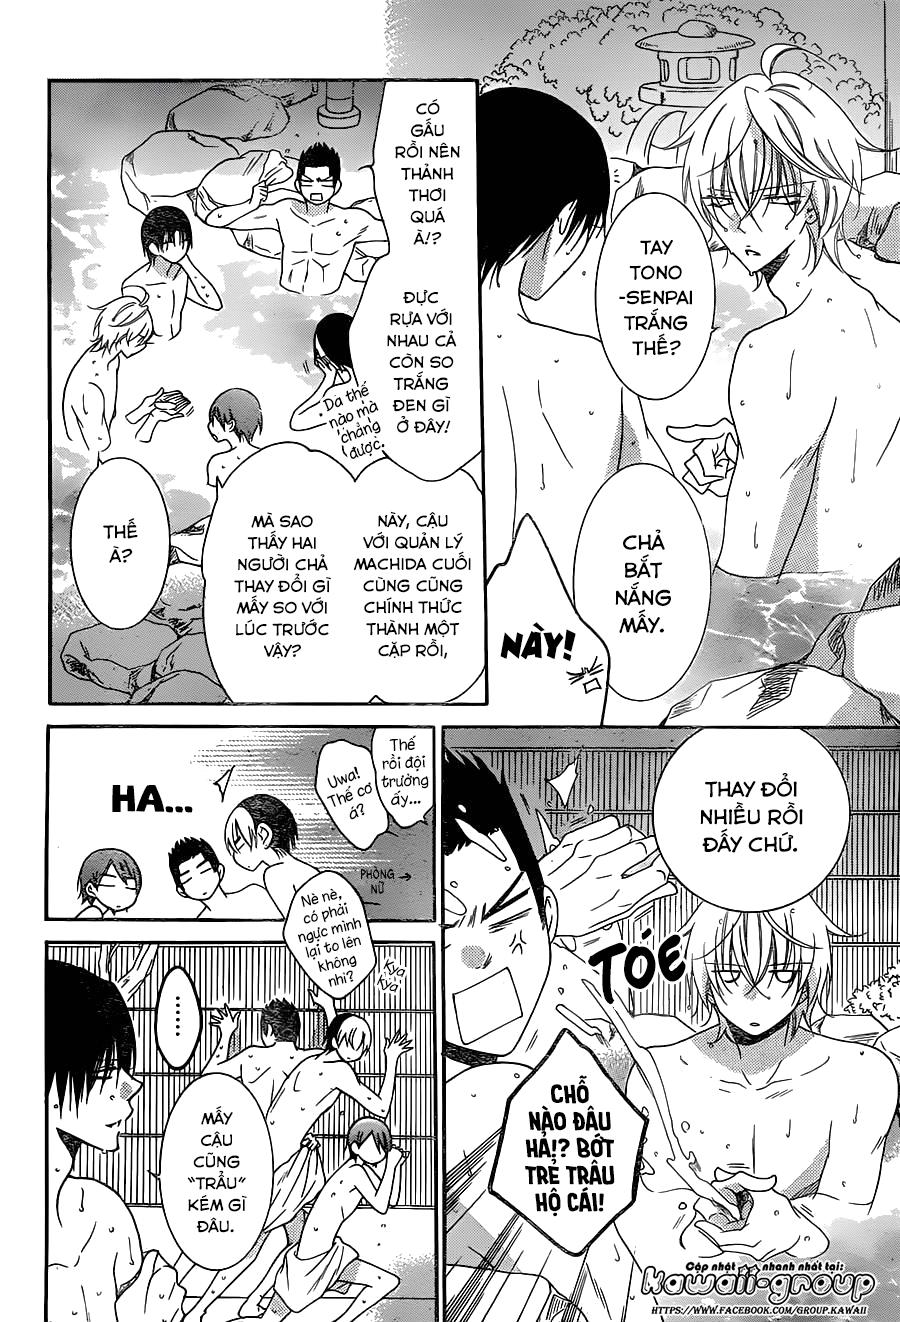 TAY
TONO
-SENPAI
TRẮNG
THẾ?
CHẢ
BẮT
NẮNG
MẤY.
NÀY!
CÓ
GẤU
RỒI NÊN
THẢNH
THƠI
QUÁ
À!?
ĐỰC
RỰA VỚI
NHAU CẢ
CÒN SO
TRẮNG
ĐEN GÌ
Ở ĐÂY!
Da thế
nào mà
chẳng
được.
NÀY, CẬU
VỚI QUẢN LÝ
MACHIDA CUỐI
CÙNG CŨNG
CHÍNH THỨC
THÀNH MỘT
CẶP RỒI,
MÀ SAO
THẤY HAI
NGƯỜI CHẢ
THAY ĐỔI GÌ
MẤY SO VỚI
LÚC TRƯỚC
VẬY?
THẾ
À?
THAY ĐỔI
NHIỀU RỒI
ĐẤY CHỨ.
TÓE
CHỖ
NÀO ĐÂU
HẢ!? BỚT
TRẺ TRÂU
HỘ CÁI!
Thế
rồi đội
trưởng
ấy...
Uwa!
Thế cơ
á?
HA...
PHÒNG
NỮ
Nè nè,
có phải
ngực mình
lại to lên
không
nhỉ?
Kya
kya
......
MẤY
CẬU
CŨNG
"TRẨU"
KÉM GÌ
ĐÂU.
Cập nhật nhanh nhất tại:
kawaii-group
HTTPS://WWW.FACEBOOK.COM/GROUP.KAWAII